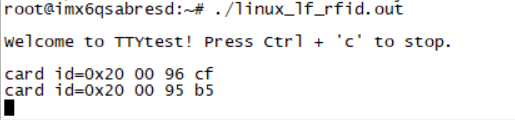 root@imx6qsabresd:~# ./linux_lf_rfid.out
Welcome to TTYtest! Press Ctrl + 'c' to stop.
card id=0x20 00 96 cf
card id=0x20 00 95 b5